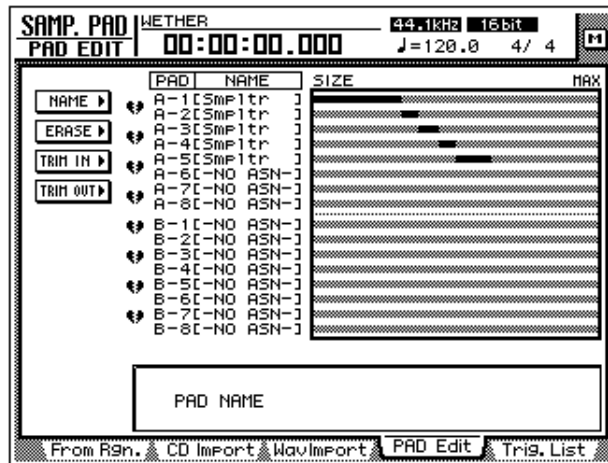 SAMP. PAD
PAD EDIT
WETHER
00:00:00.000
44.1kHz 16bit
♩=120.0 4/ 4
M
NAME
ERASE
TRIM IN
TRIM OUT
PAD NAME SIZE MAX
A-1[Smpltr ]
A-2[Smpltr ]
A-3[Smpltr ]
A-4[Smpltr ]
A-5[Smpltr ]
A-6[-NO ASN-]
A-7[-NO ASN-]
A-8[-NO ASN-]
B-1[-NO ASN-]
B-2[-NO ASN-]
B-3[-NO ASN-]
B-4[-NO ASN-]
B-5[-NO ASN-]
B-6[-NO ASN-]
B-7[-NO ASN-]
B-8[-NO ASN-]
PAD NAME
From Rgn. CD Import WavImport PAD Edit Trig. List